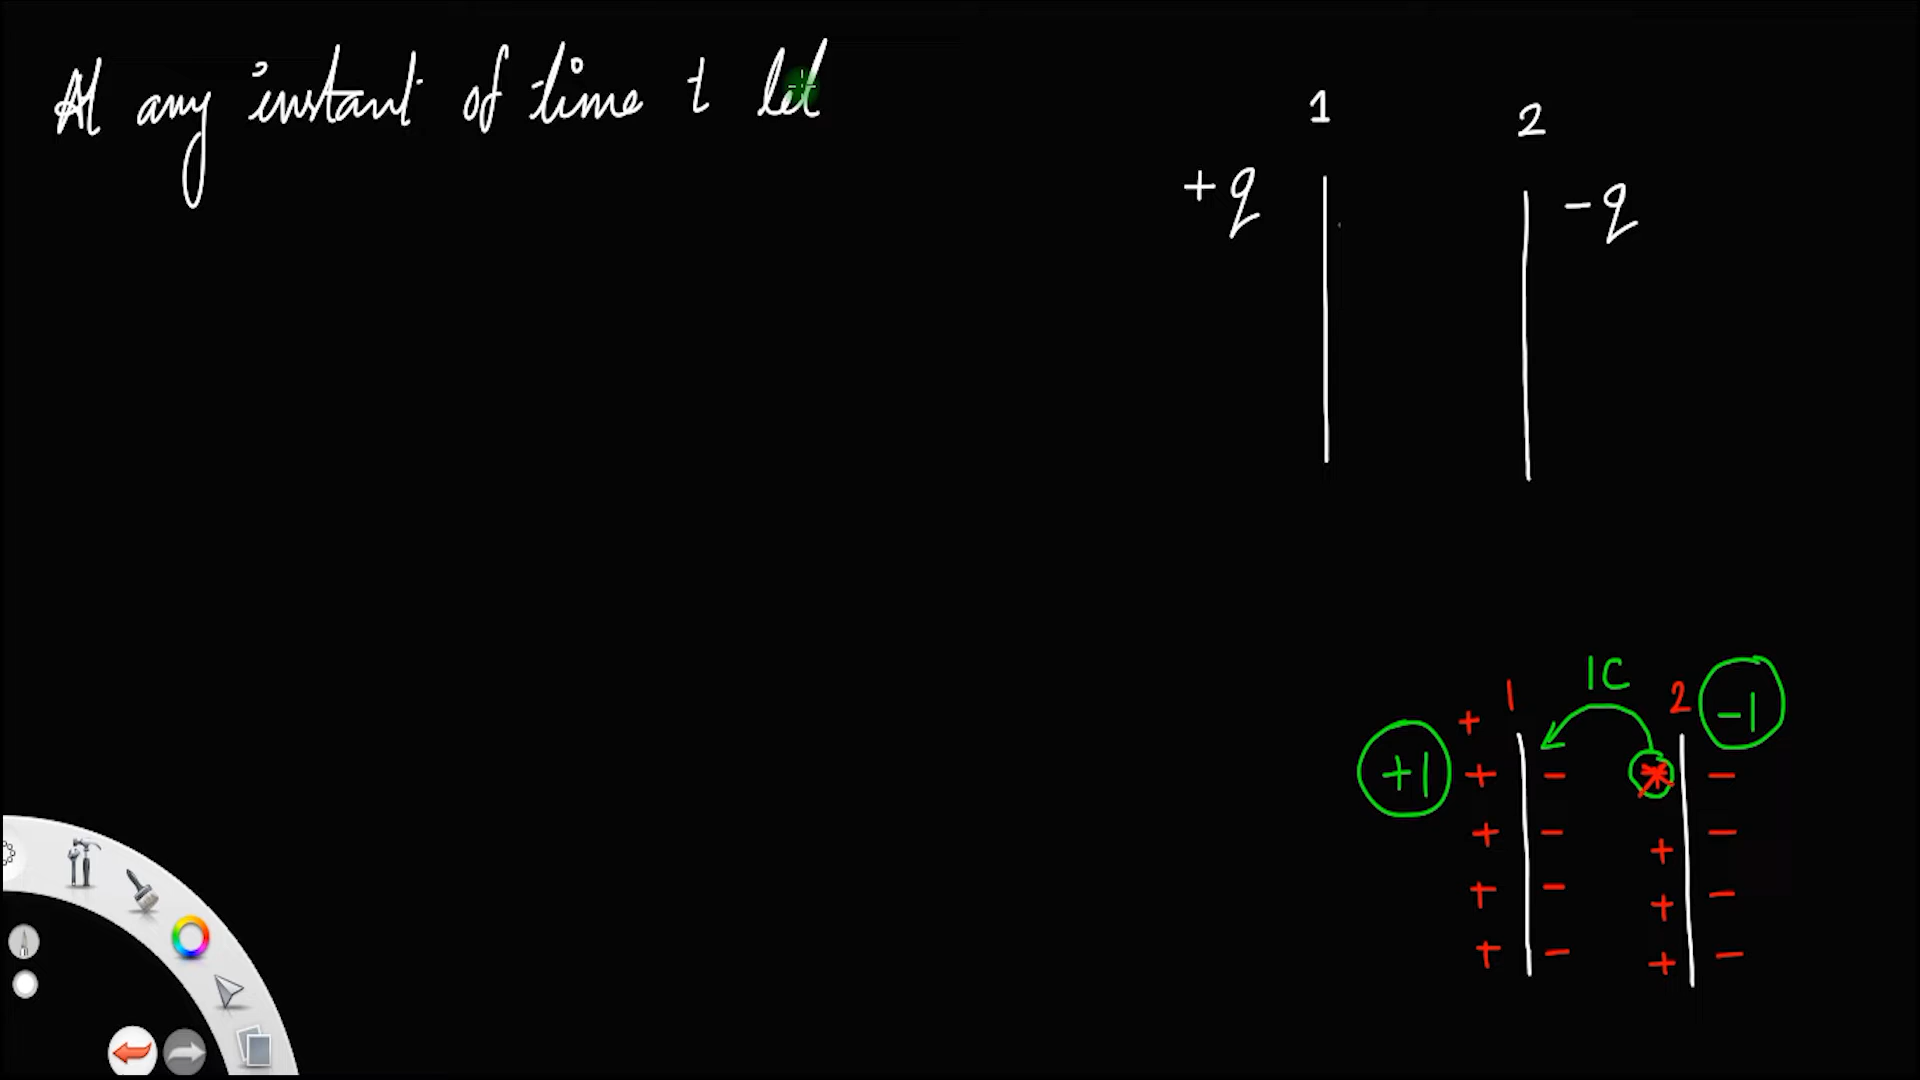 At any instant of time t let
1 2
+q -q
1C
1 2 -1
+
+1 + - * -
+ - + -
+ - + -
+ - + -